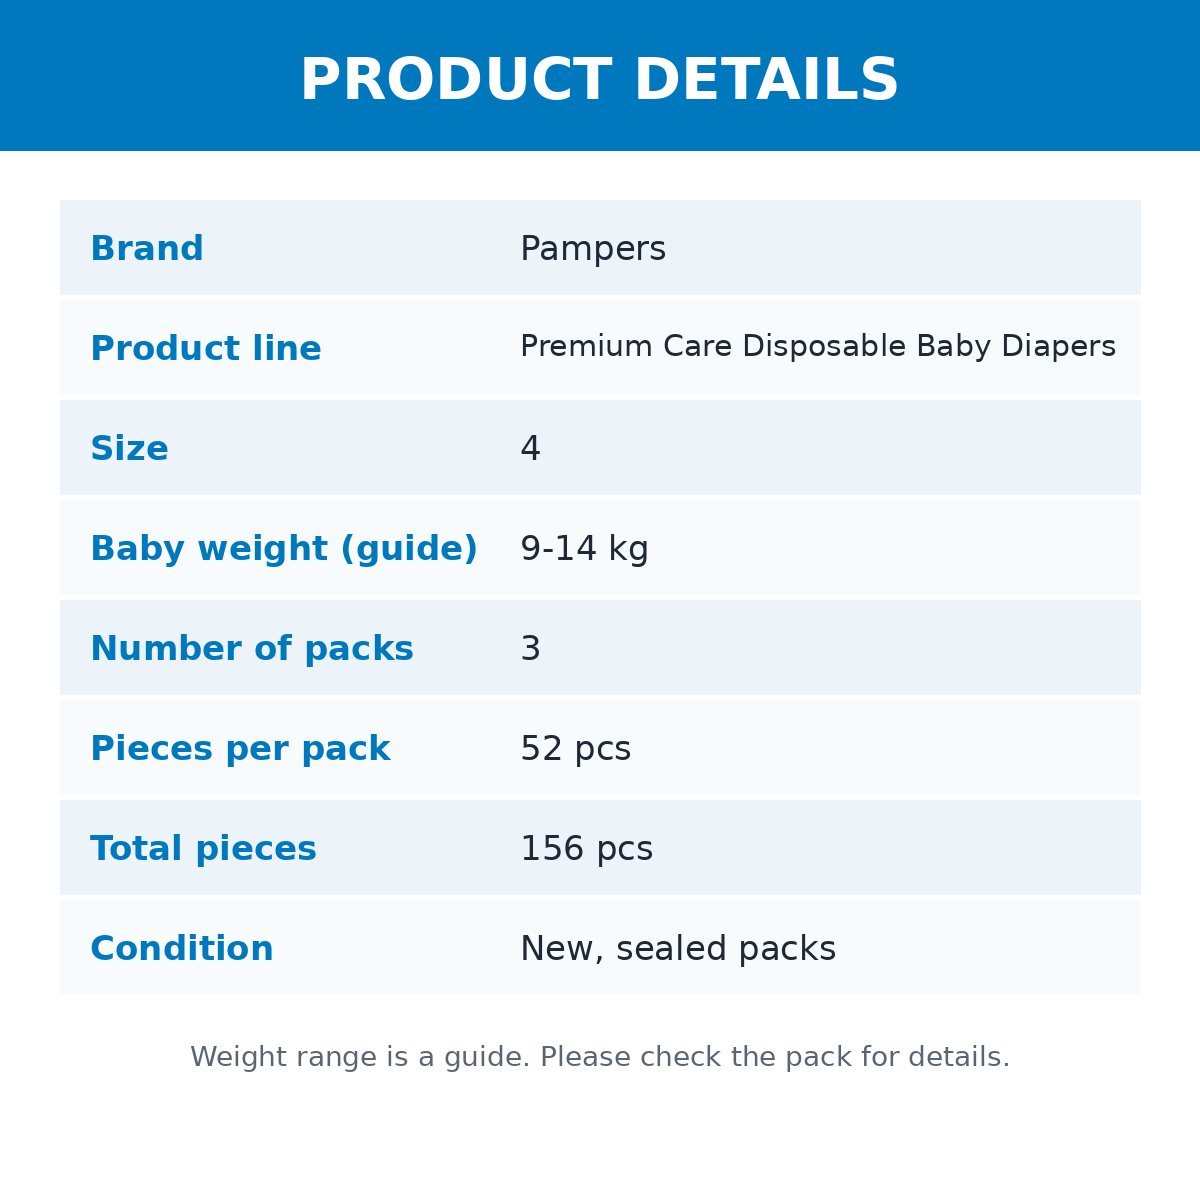 PRODUCT DETAILS
Brand Pampers
Product line Premium Care Disposable Baby Diapers
Size 4
Baby weight (guide) 9-14 kg
Number of packs 3
Pieces per pack 52 pcs
Total pieces 156 pcs
Condition New, sealed packs
Weight range is a guide. Please check the pack for details.